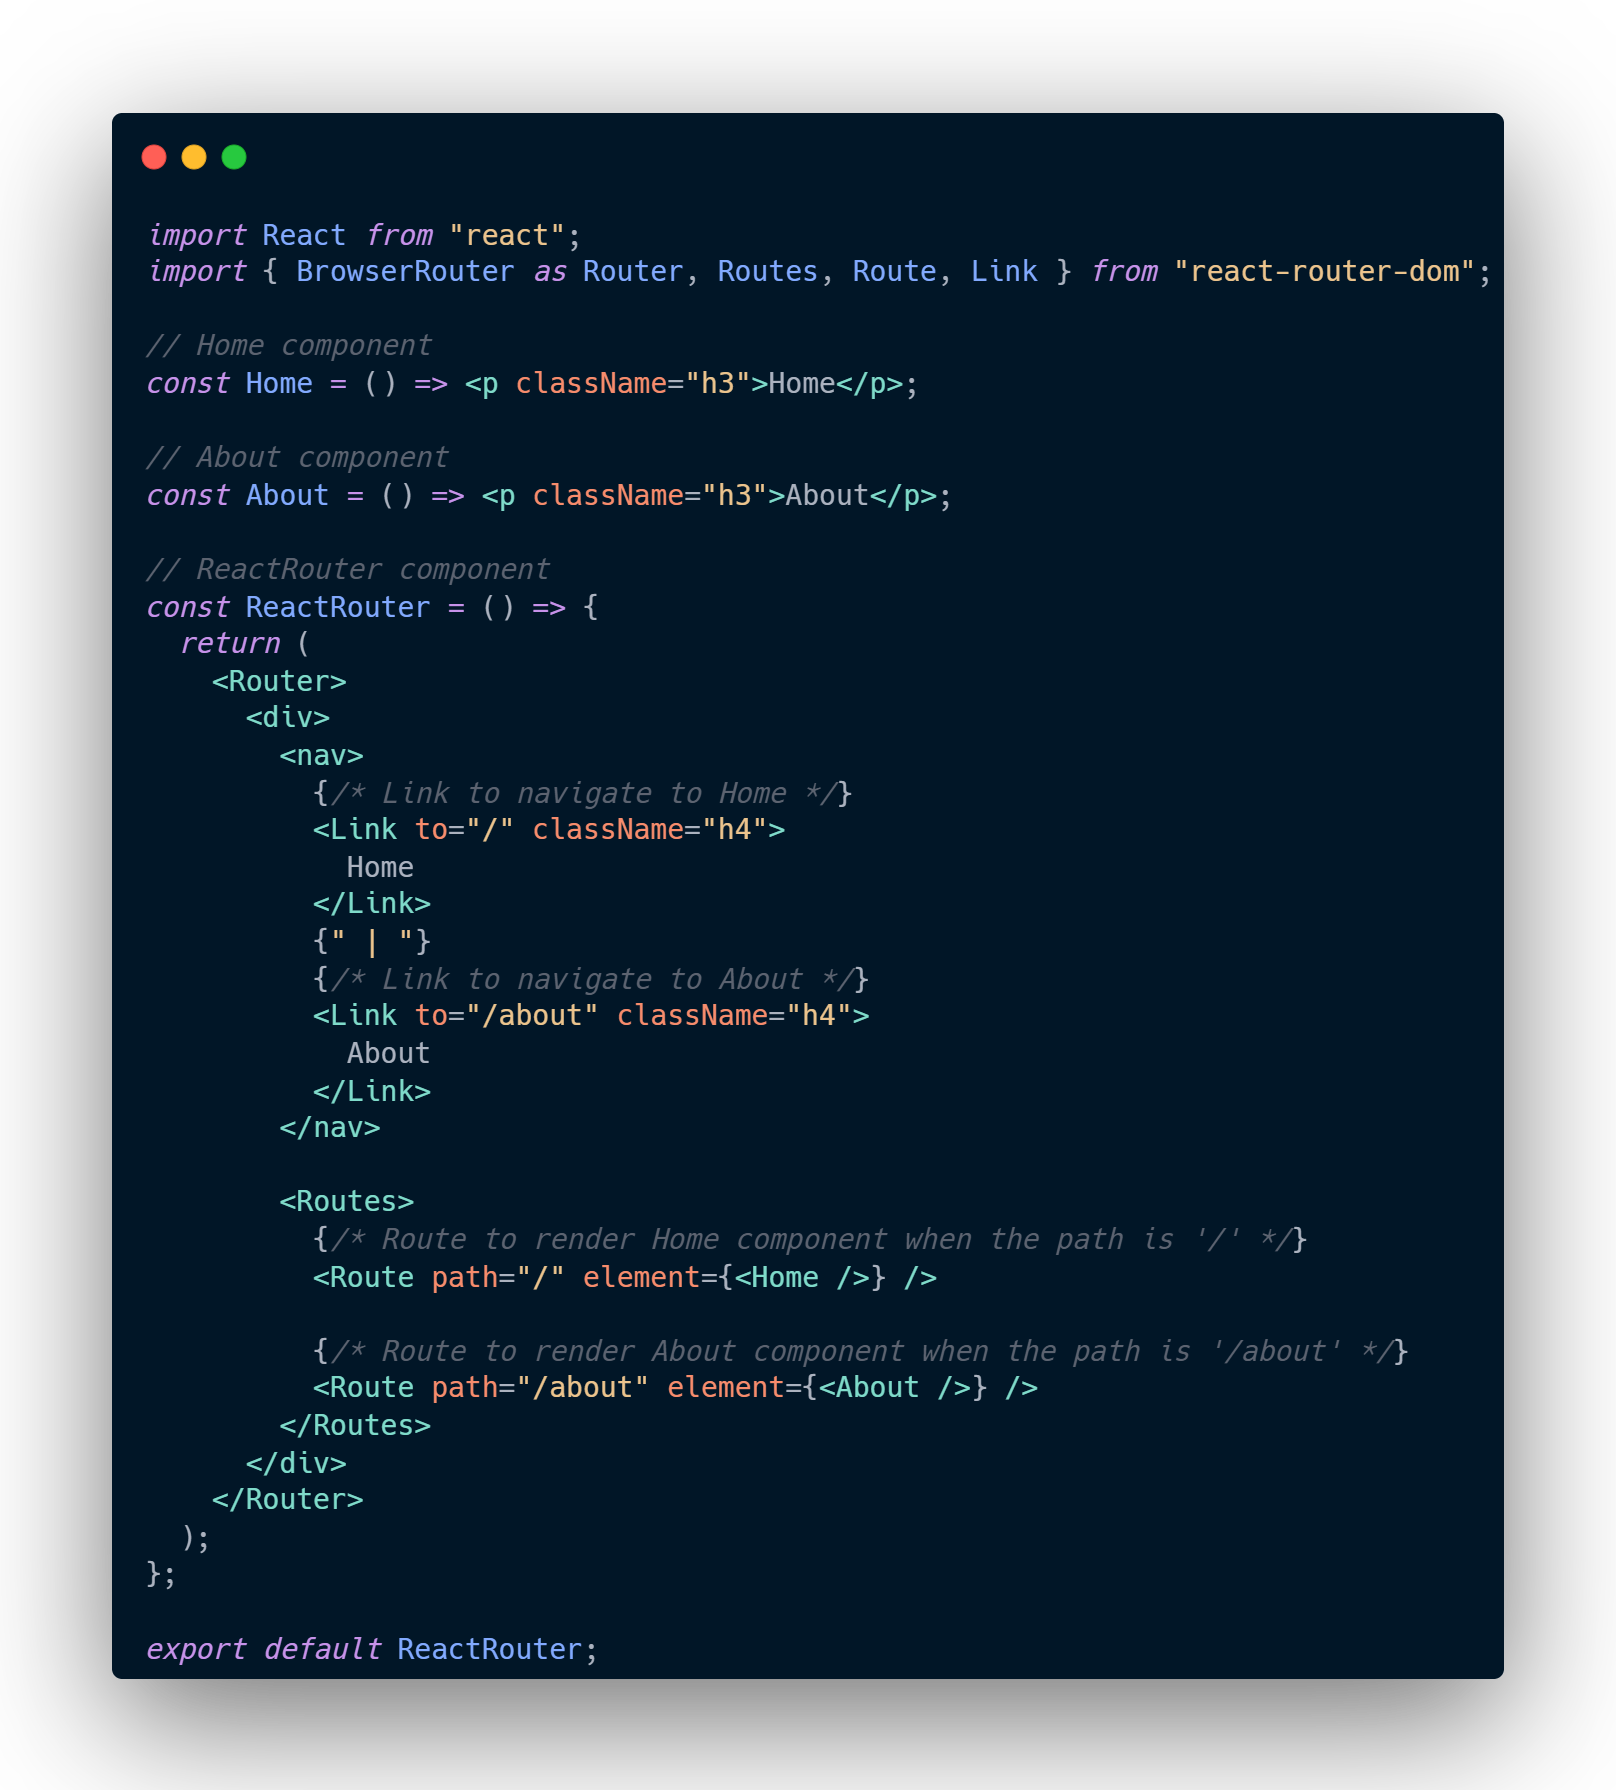 import React from "react";
import { BrowserRouter as Router, Routes, Route, Link } from "react-router-dom";

// Home component
const Home = () => <p className="h3">Home</p>;

// About component
const About = () => <p className="h3">About</p>;

// ReactRouter component
const ReactRouter = () => {
  return (
    <Router>
      <div>
        <nav>
          {/* Link to navigate to Home */}
          <Link to="/" className="h4">
            Home
          </Link>
          {" | "}
          {/* Link to navigate to About */}
          <Link to="/about" className="h4">
            About
          </Link>
        </nav>

        <Routes>
          {/* Route to render Home component when the path is '/' */}
          <Route path="/" element={<Home />} />

          {/* Route to render About component when the path is '/about' */}
          <Route path="/about" element={<About />} />
        </Routes>
      </div>
    </Router>
  );
};

export default ReactRouter;